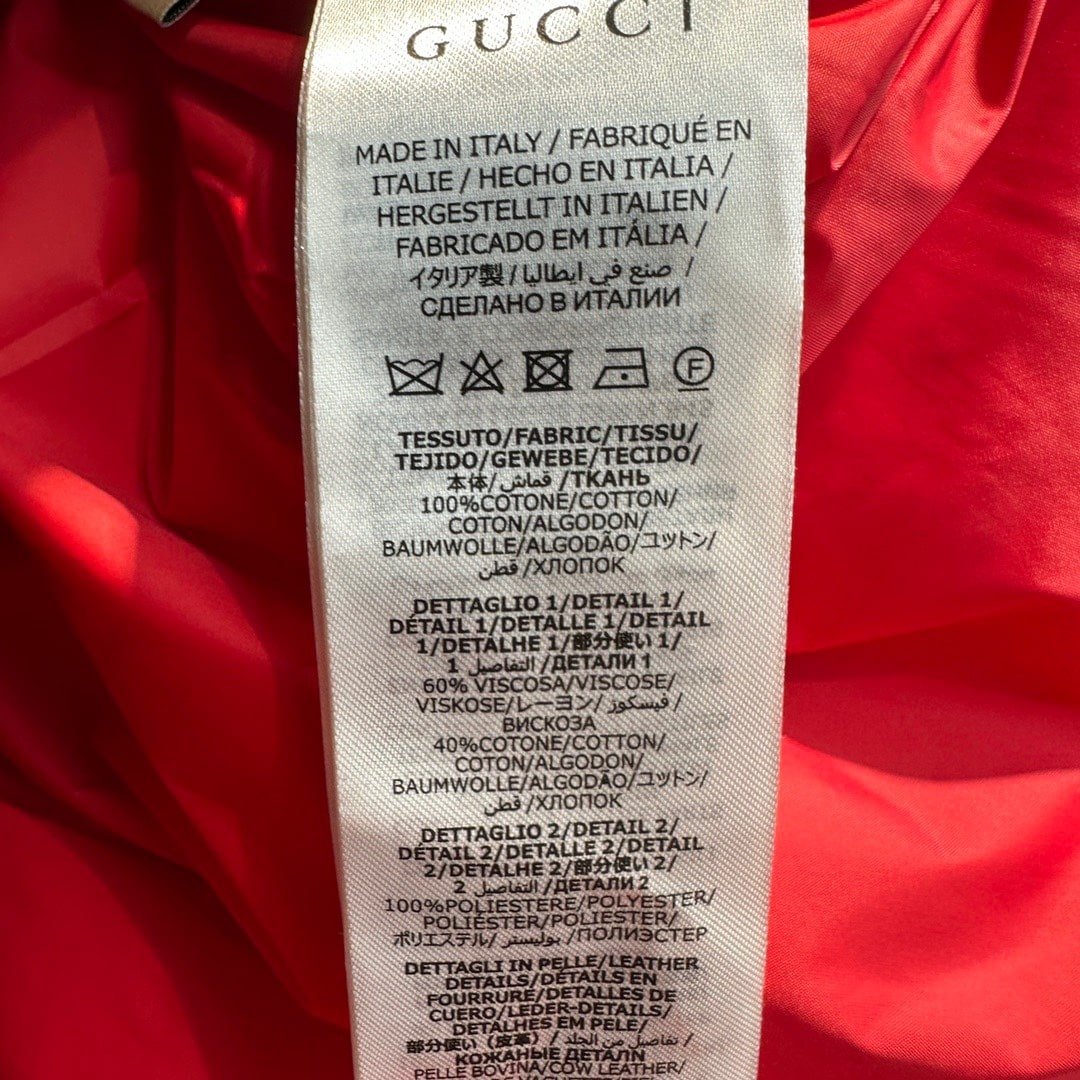 GUCCI
MADE IN ITALY / FABRIQUÉ EN
ITALIE / HECHO EN ITALIA /
HERGESTELLT IN ITALIEN /
FABRICADO EM ITÁLIA /
イタリア製 / صنع في ايطاليا /
СДЕЛАНО В ИТАЛИИ
F
TESSUTO/FABRIC/TISSU/
TEJIDO/GEWEBE/TECIDO/
本体/قماش/ТКАНЬ
100%COTONE/COTTON/
COTON/ALGODON/
BAUMWOLLE/ALGODÃO/コットン/
قطن/ХЛОПОК
DETTAGLIO 1/DETAIL 1/
DÉTAIL 1/DETALLE 1/DETAIL
1/DETALHE 1/部分使い 1/
التفاصيل 1/ДЕТАЛИ 1
60% VISCOSA/VISCOSE/
VISKOSE/レーヨン/فيسكوز/
ВИСКОЗА
40%COTONE/COTTON/
COTON/ALGODON/
BAUMWOLLE/ALGODÃO/コットン/
قطن/ХЛОПОК
DETTAGLIO 2/DETAIL 2/
DÉTAIL 2/DETALLE 2/DETAIL
2/DETALHE 2/部分使い 2/
التفاصيل 2/ДЕТАЛИ 2
100%POLIESTERE/POLYESTER/
POLIÉSTER/POLIESTER/
ポリエステル/بوليستر/ПОЛИЭСТЕР
DETTAGLI IN PELLE/LEATHER
DETAILS/DÉTAILS EN
FOURRURE/DETALLES DE
CUERO/LEDER-DETAILS/
DETALHES EM PELE/
部分使い（皮革）/تفاصيل من الجلد/
КОЖАНЫЕ ДЕТАЛИ
PELLE BOVINA/COW LEATHER/